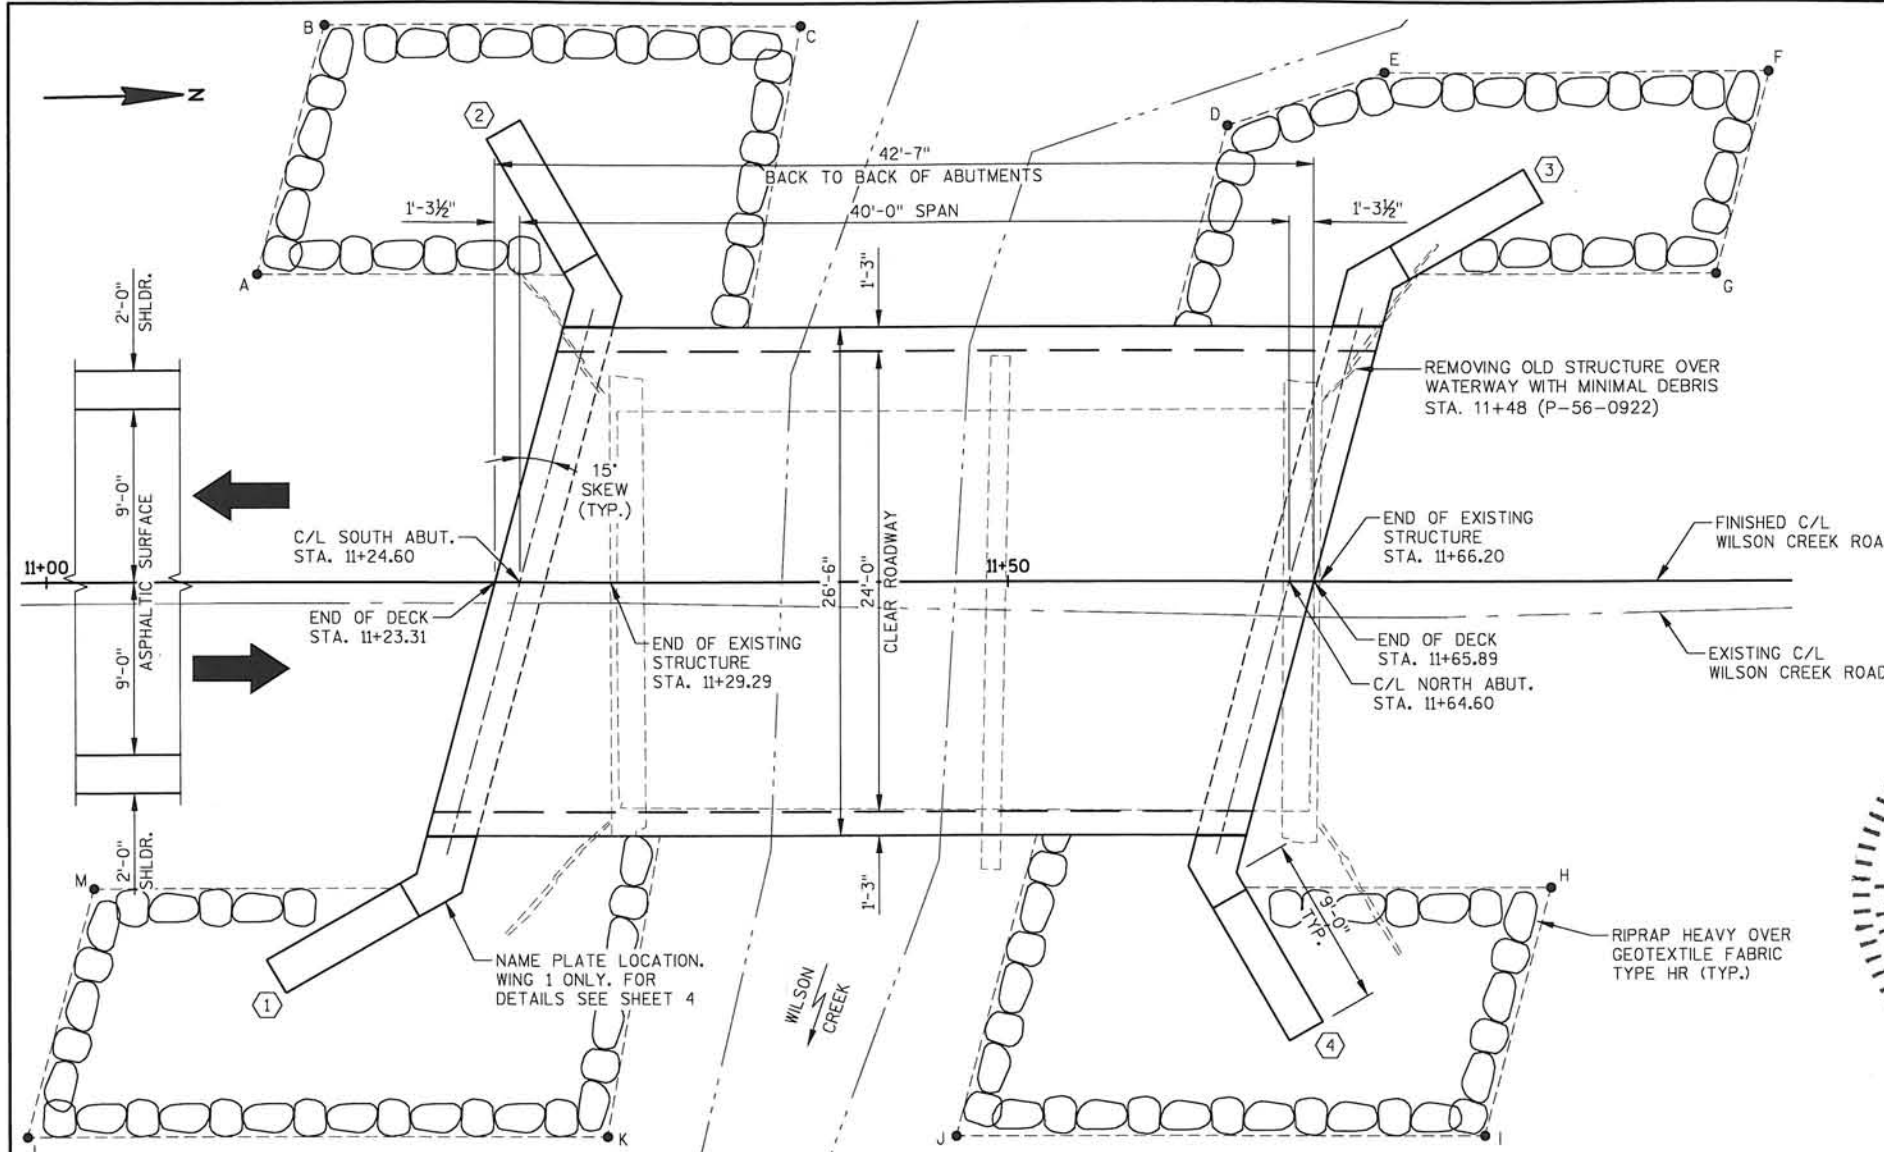 B
C
E
F
N
2
D
42'-7"
BACK TO BACK OF ABUTMENTS
3
1'-3½"
40'-0" SPAN
1'-3½"
A
G
2'-0"
SHLDR.
1'-3"
REMOVING OLD STRUCTURE OVER
WATERWAY WITH MINIMAL DEBRIS
STA. 11+48 (P-56-0922)
15°
SKEW
(TYP.)
9'-0"
ASPHALTIC SURFACE
9'-0"
C/L SOUTH ABUT.
STA. 11+24.60
END OF EXISTING
STRUCTURE
STA. 11+66.20
FINISHED C/L
WILSON CREEK ROA
11+00
26'-6"
24'-0"
CLEAR ROADWAY
11+50
END OF DECK
STA. 11+23.31
END OF EXISTING
STRUCTURE
STA. 11+29.29
END OF DECK
STA. 11+65.89
C/L NORTH ABUT.
STA. 11+64.60
EXISTING C/L
WILSON CREEK ROAD
2'-0"
SHLDR.
1'-3"
M
H
9'-0"
TYP.
NAME PLATE LOCATION.
WING 1 ONLY. FOR
DETAILS SEE SHEET 4
RIPRAP HEAVY OVER
GEOTEXTILE FABRIC
TYPE HR (TYP.)
1
WILSON
CREEK
4
K
J
I